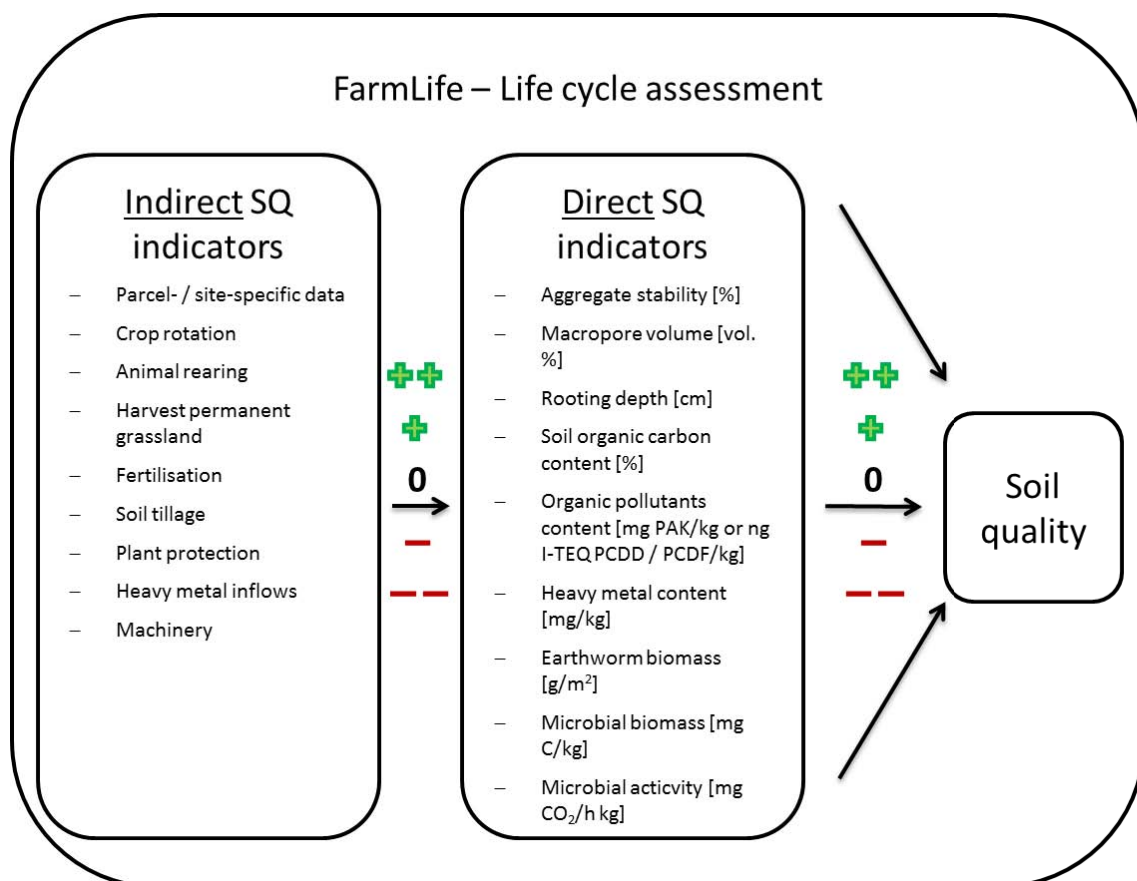 FarmLife – Life cycle assessment
Indirect SQ
indicators
– Parcel- / site-specific data
– Crop rotation
– Animal rearing
– Harvest permanent
grassland
– Fertilisation
– Soil tillage
– Plant protection
– Heavy metal inflows
– Machinery
++
+
0
–
– –
Direct SQ
indicators
– Aggregate stability [%]
– Macropore volume [vol.
%]
– Rooting depth [cm]
– Soil organic carbon
content [%]
– Organic pollutants
content [mg PAK/kg or ng
I-TEQ PCDD / PCDF/kg]
– Heavy metal content
[mg/kg]
– Earthworm biomass
[g/m²]
– Microbial biomass [mg
C/kg]
– Microbial acticvity [mg
CO₂/h kg]
++
+
0
–
– –
Soil
quality